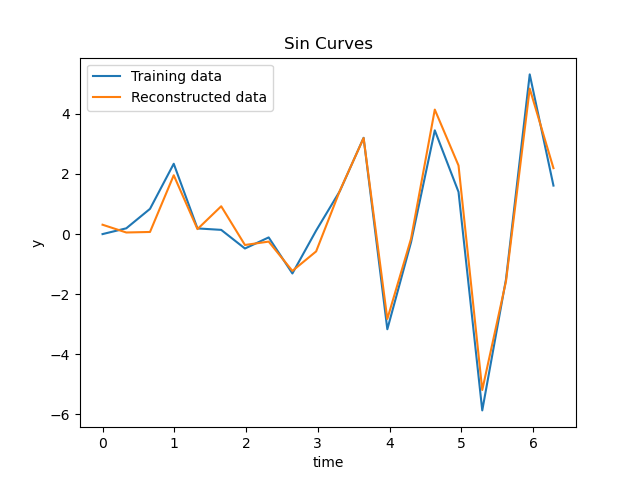 Sin Curves
Training data
Reconstructed data
4
2
0
−2
−4
−6
y
0 1 2 3 4 5 6
time